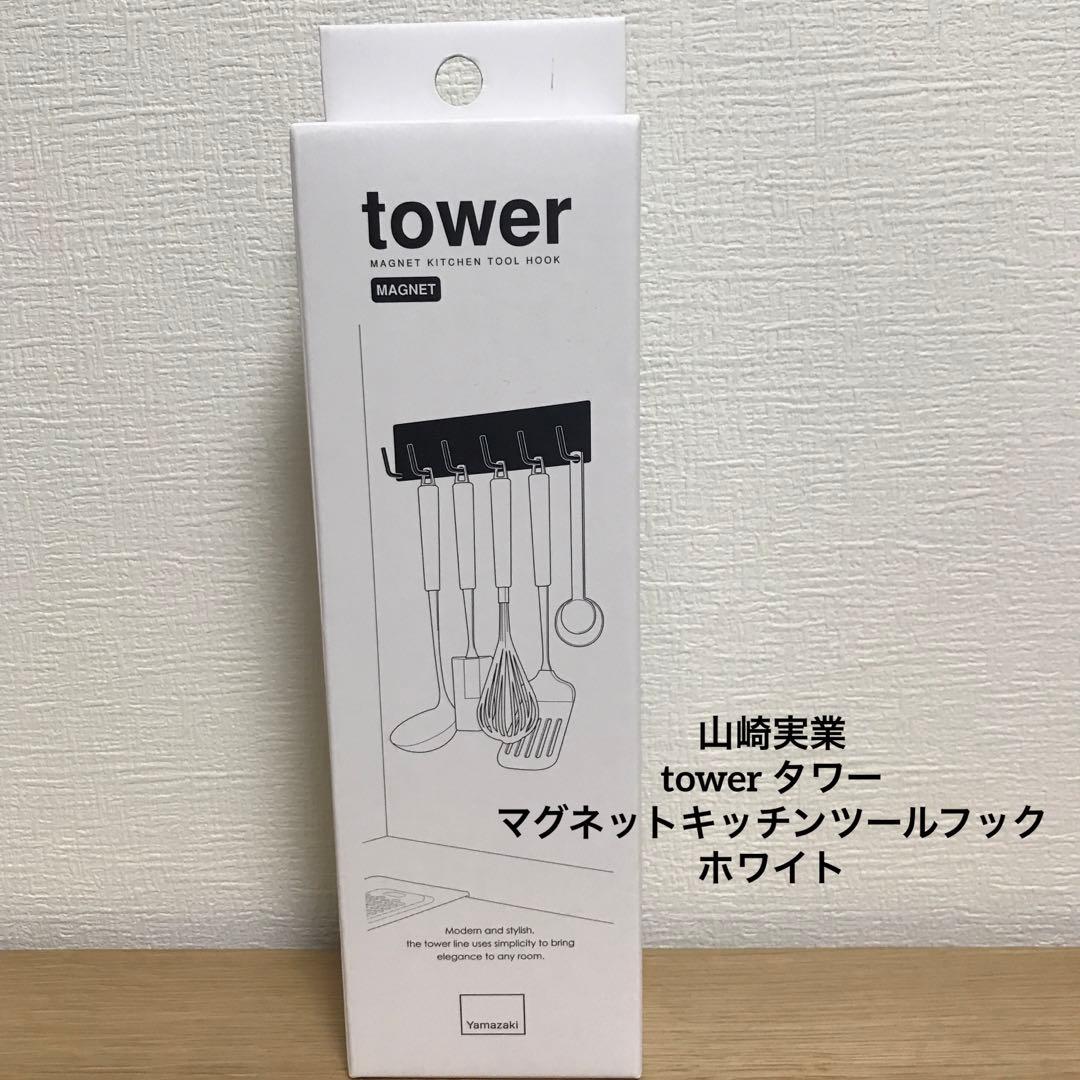 tower
MAGNET KITCHEN TOOL HOOK
MAGNET
山崎実業
tower タワー
マグネットキッチンツールフック
ホワイト
Modern and stylish,
the tower line uses simplicity to bring
elegance to any room.
Yamazaki